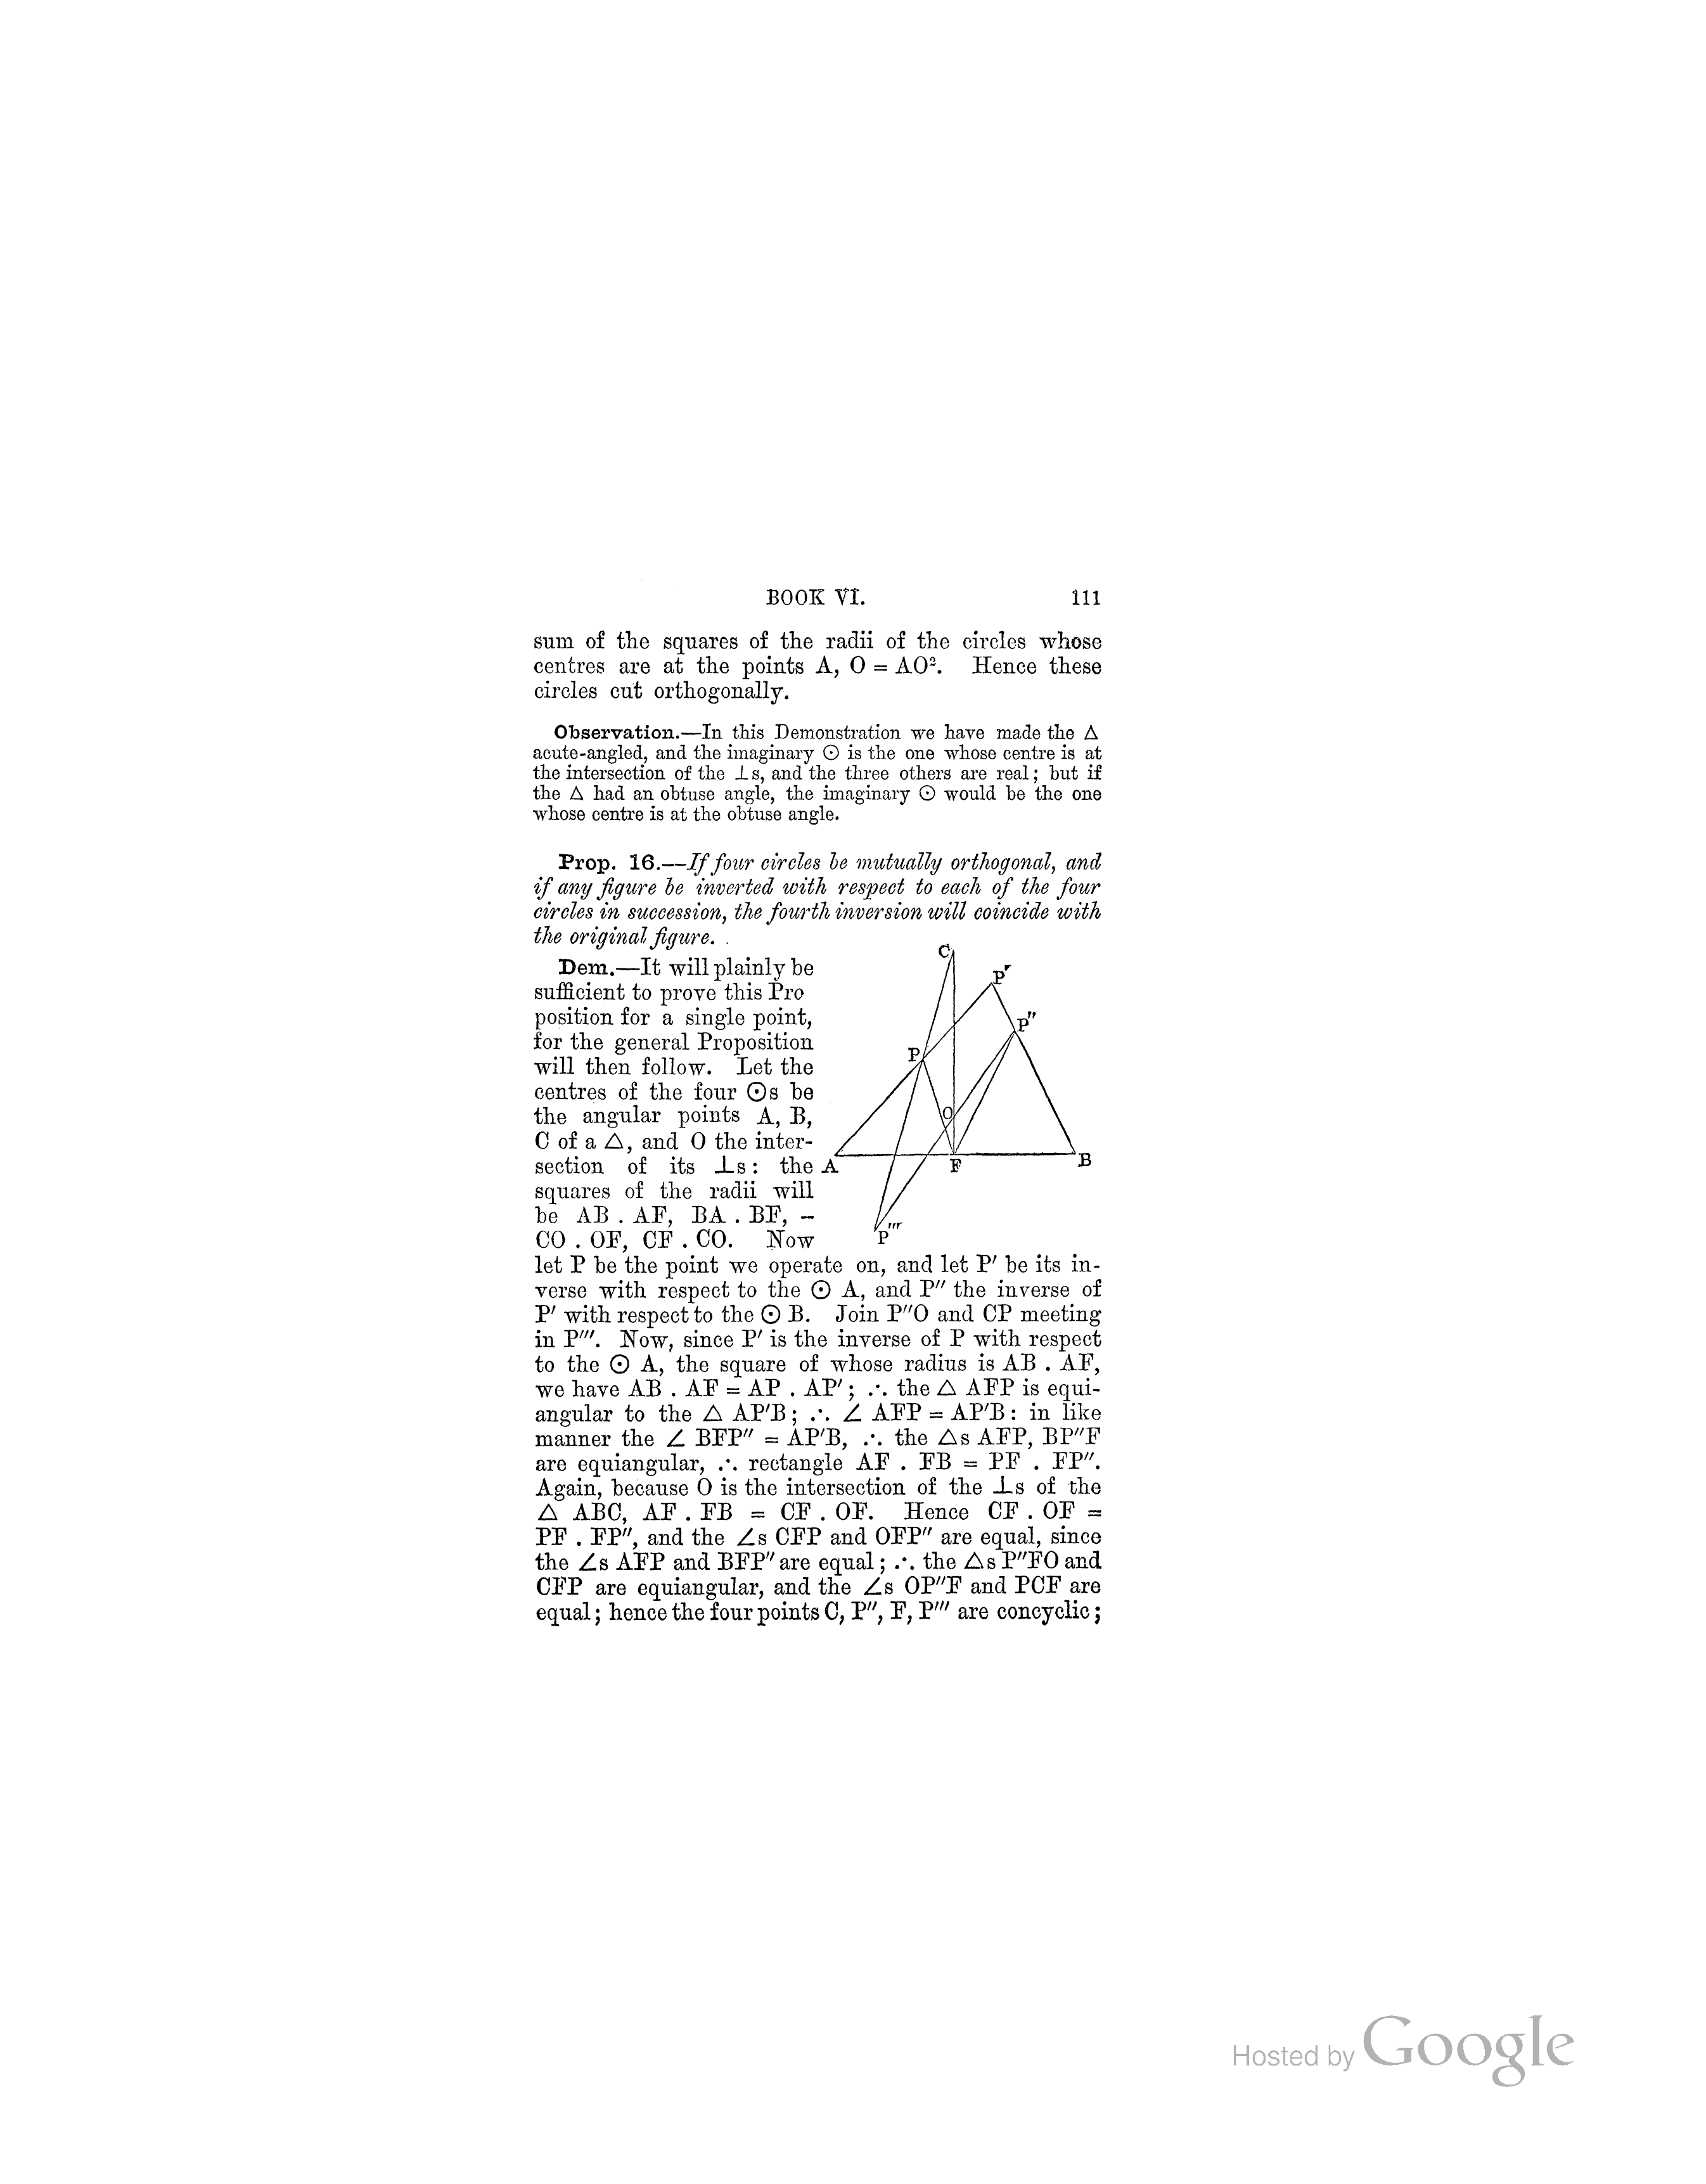 BOOK VI. 111
sum of the squares of the radii of the circles whose
centres are at the points A, O = AO². Hence these
circles cut orthogonally.
Observation.—In this Demonstration we have made the △
acute-angled, and the imaginary ⊙ is the one whose centre is at
the intersection of the ⊥s, and the three others are real; but if
the △ had an obtuse angle, the imaginary ⊙ would be the one
whose centre is at the obtuse angle.
Prop. 16.—If four circles be mutually orthogonal, and
if any figure be inverted with respect to each of the four
circles in succession, the fourth inversion will coincide with
the original figure.
Dem.—It will plainly be
sufficient to prove this Pro
position for a single point,
for the general Proposition
will then follow. Let the
centres of the four ⊙s be
the angular points A, B,
C of a △, and O the inter-
section of its ⊥s: the
squares of the radii will
be AB . AF, BA . BF, –
CO . OF, CF . CO. Now
C
P′
P″
P
O
A
F
B
P‴
let P be the point we operate on, and let P′ be its in-
verse with respect to the ⊙ A, and P″ the inverse of
P′ with respect to the ⊙ B. Join P″O and CP meeting
in P‴. Now, since P′ is the inverse of P with respect
to the ⊙ A, the square of whose radius is AB . AF,
we have AB . AF = AP . AP′; ∴ the △ AFP is equi-
angular to the △ AP′B; ∴ ∠ AFP = AP′B: in like
manner the ∠ BFP″ = AP′B, ∴ the △s AFP, BP″F
are equiangular, ∴ rectangle AF . FB = PF . FP″.
Again, because O is the intersection of the ⊥s of the
△ ABC, AF . FB = CF . OF. Hence CF . OF =
PF . FP″, and the ∠s CFP and OFP″ are equal, since
the ∠s AFP and BFP″ are equal; ∴ the △s P″FO and
CFP are equiangular, and the ∠s OP″F and PCF are
equal; hence the four points C, P″, F, P‴ are concyclic;
Hosted by Google